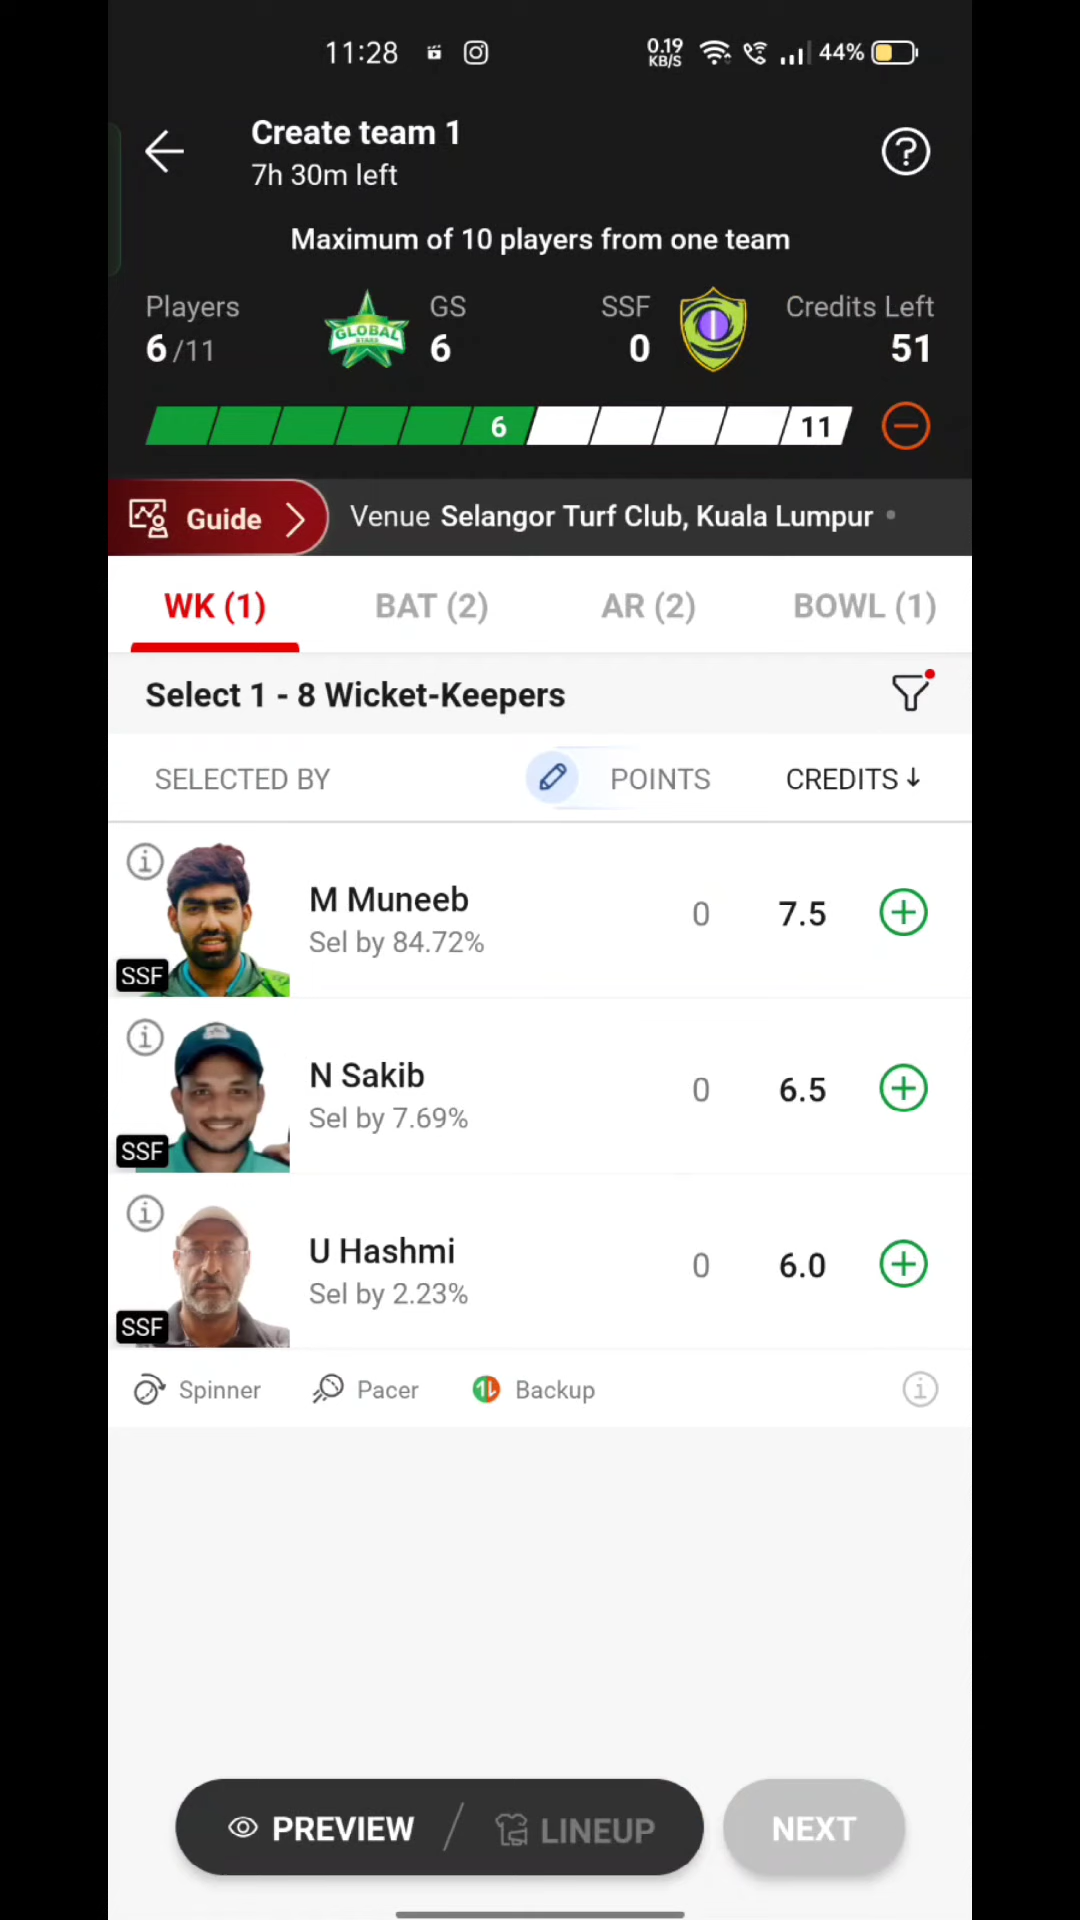 11:28
0.19 KB/S
44%
Create team 1
7h 30m left
Maximum of 10 players from one team
Players
6/11
GLOBAL
STARS
GS
6
SSF
0
Credits Left
51
6
11
Guide
Venue Selangor Turf Club, Kuala Lumpur
WK (1)
BAT (2)
AR (2)
BOWL (1)
Select 1 - 8 Wicket-Keepers
SELECTED BY
POINTS
CREDITS↓
M Muneeb
Sel by 84.72%
0
7.5
SSF
N Sakib
Sel by 7.69%
0
6.5
SSF
U Hashmi
Sel by 2.23%
0
6.0
SSF
Spinner
Pacer
Backup
PREVIEW
LINEUP
NEXT